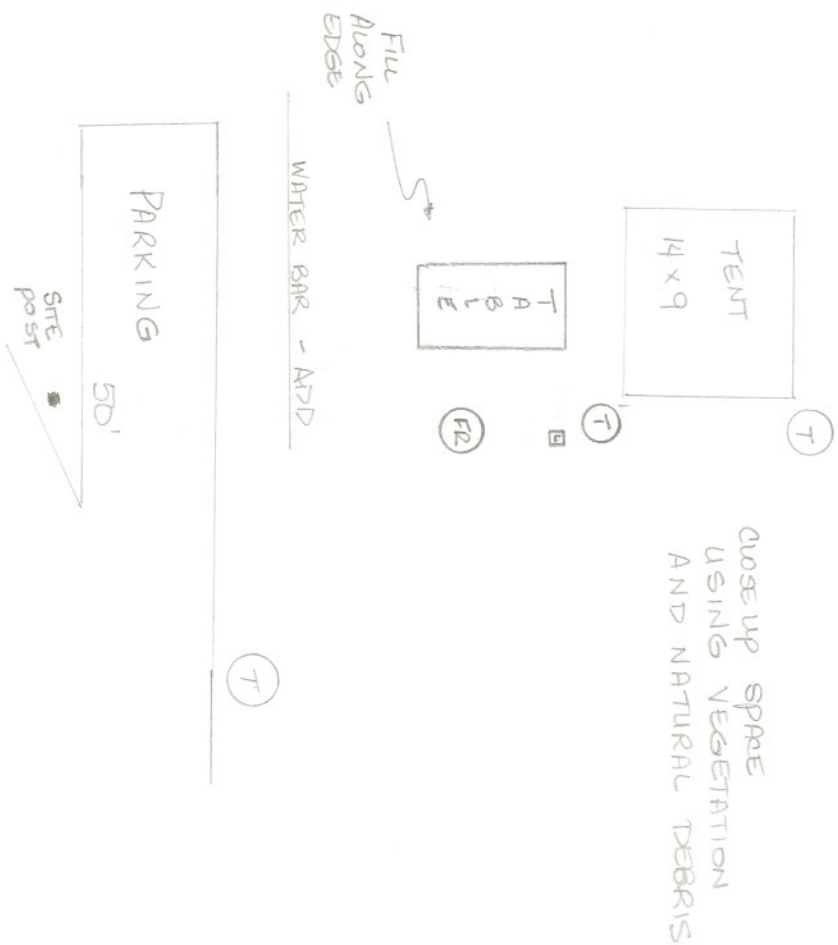 T
TENT
14 x 9
CLOSE UP SPACE
USING VEGETATION
AND NATURAL DEBRIS
T
TABLE
FR
FILL
ALONG
EDGE
WATER BAR - ADD
T
PARKING
50'
SITE
POST